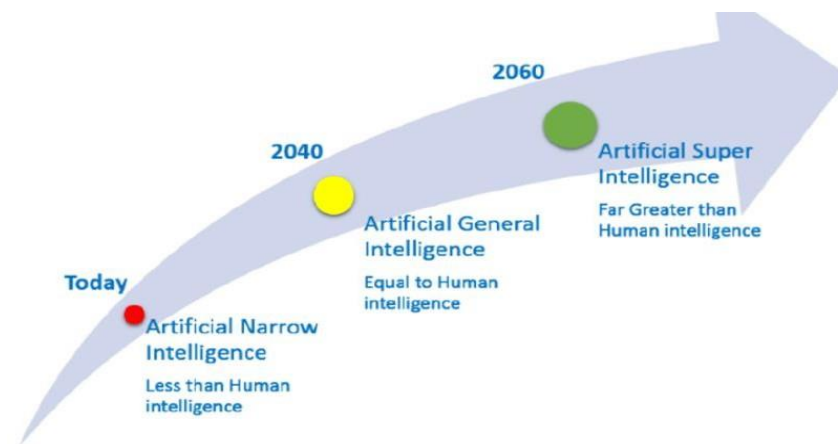 2060
Artificial Super
Intelligence
Far Greater than
Human intelligence
2040
Artificial General
Intelligence
Equal to Human
intelligence
Today
Artificial Narrow
Intelligence
Less than Human
intelligence